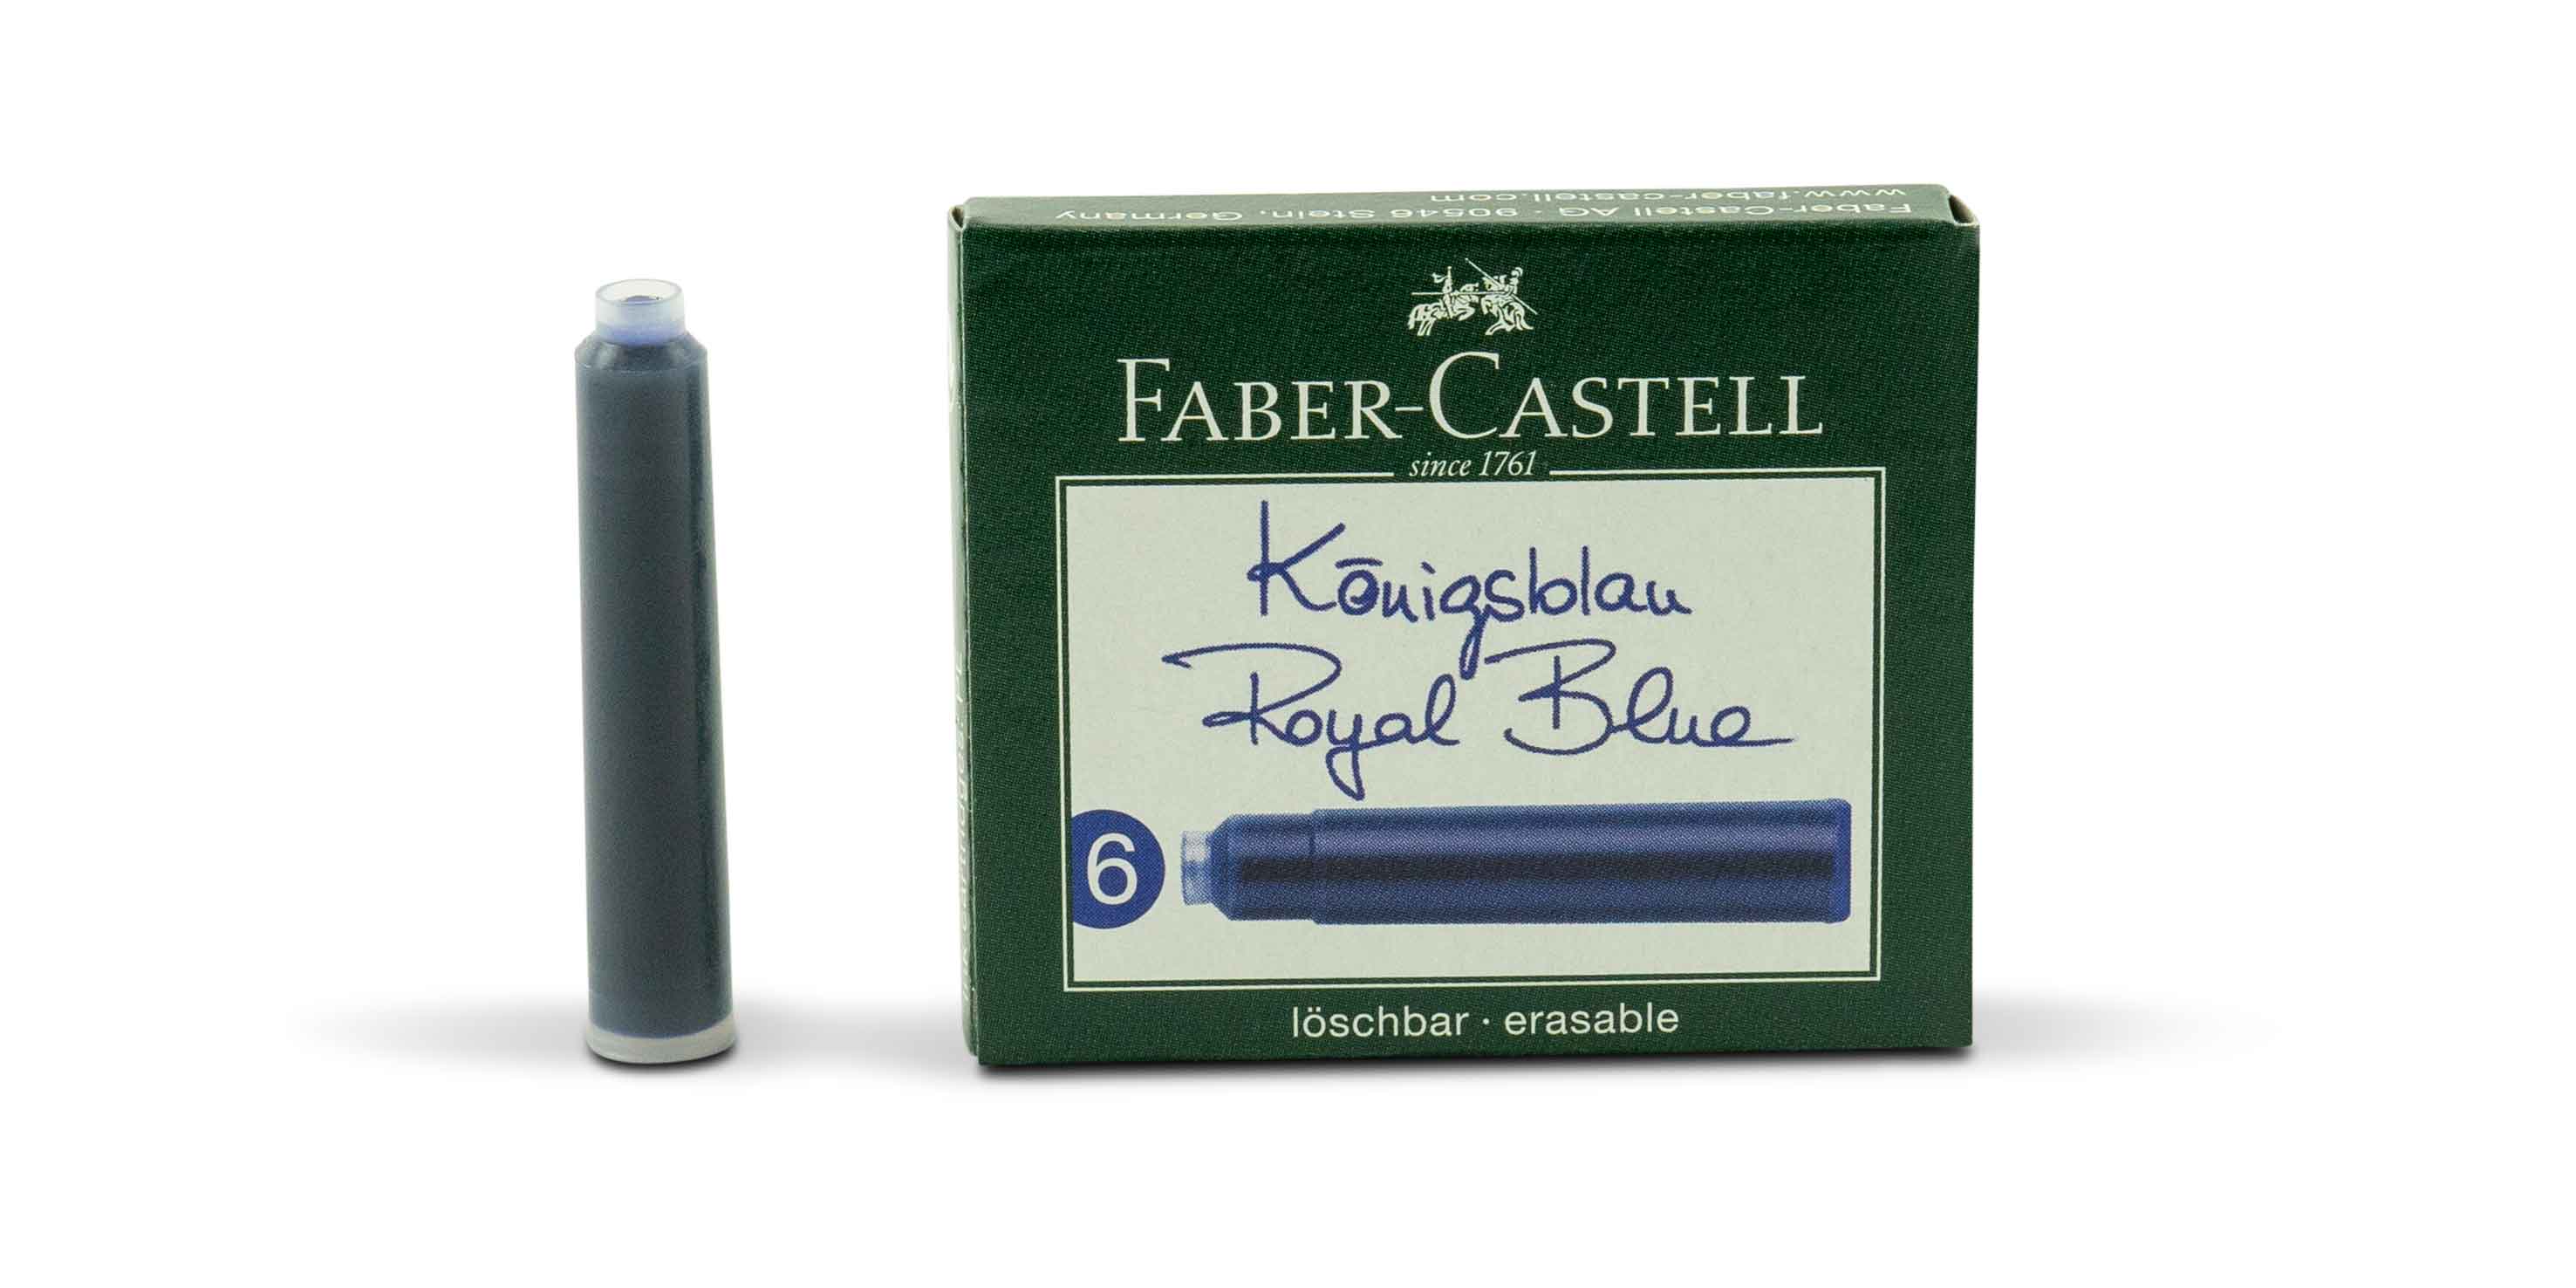 www.faber-castell.com
Faber-Castell AG · 90546 Stein, Germany
FABER-CASTELL
since 1761
Königsblau
Royal Blue
6
löschbar · erasable